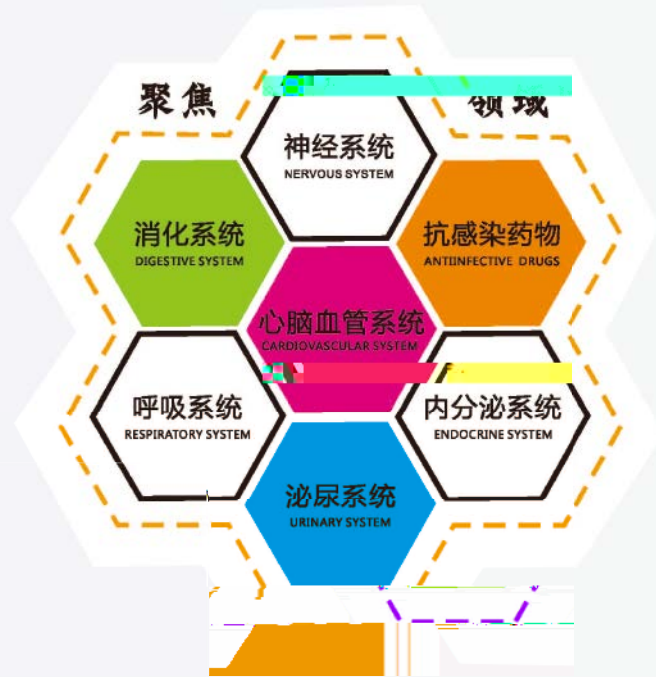 聚焦
领域
神经系统
NERVOUS SYSTEM
消化系统
DIGESTIVE SYSTEM
抗感染药物
ANTIINFECTIVE DRUGS
心脑血管系统
CARDIOVASCULAR SYSTEM
呼吸系统
RESPIRATORY SYSTEM
内分泌系统
ENDOCRINE SYSTEM
泌尿系统
URINARY SYSTEM